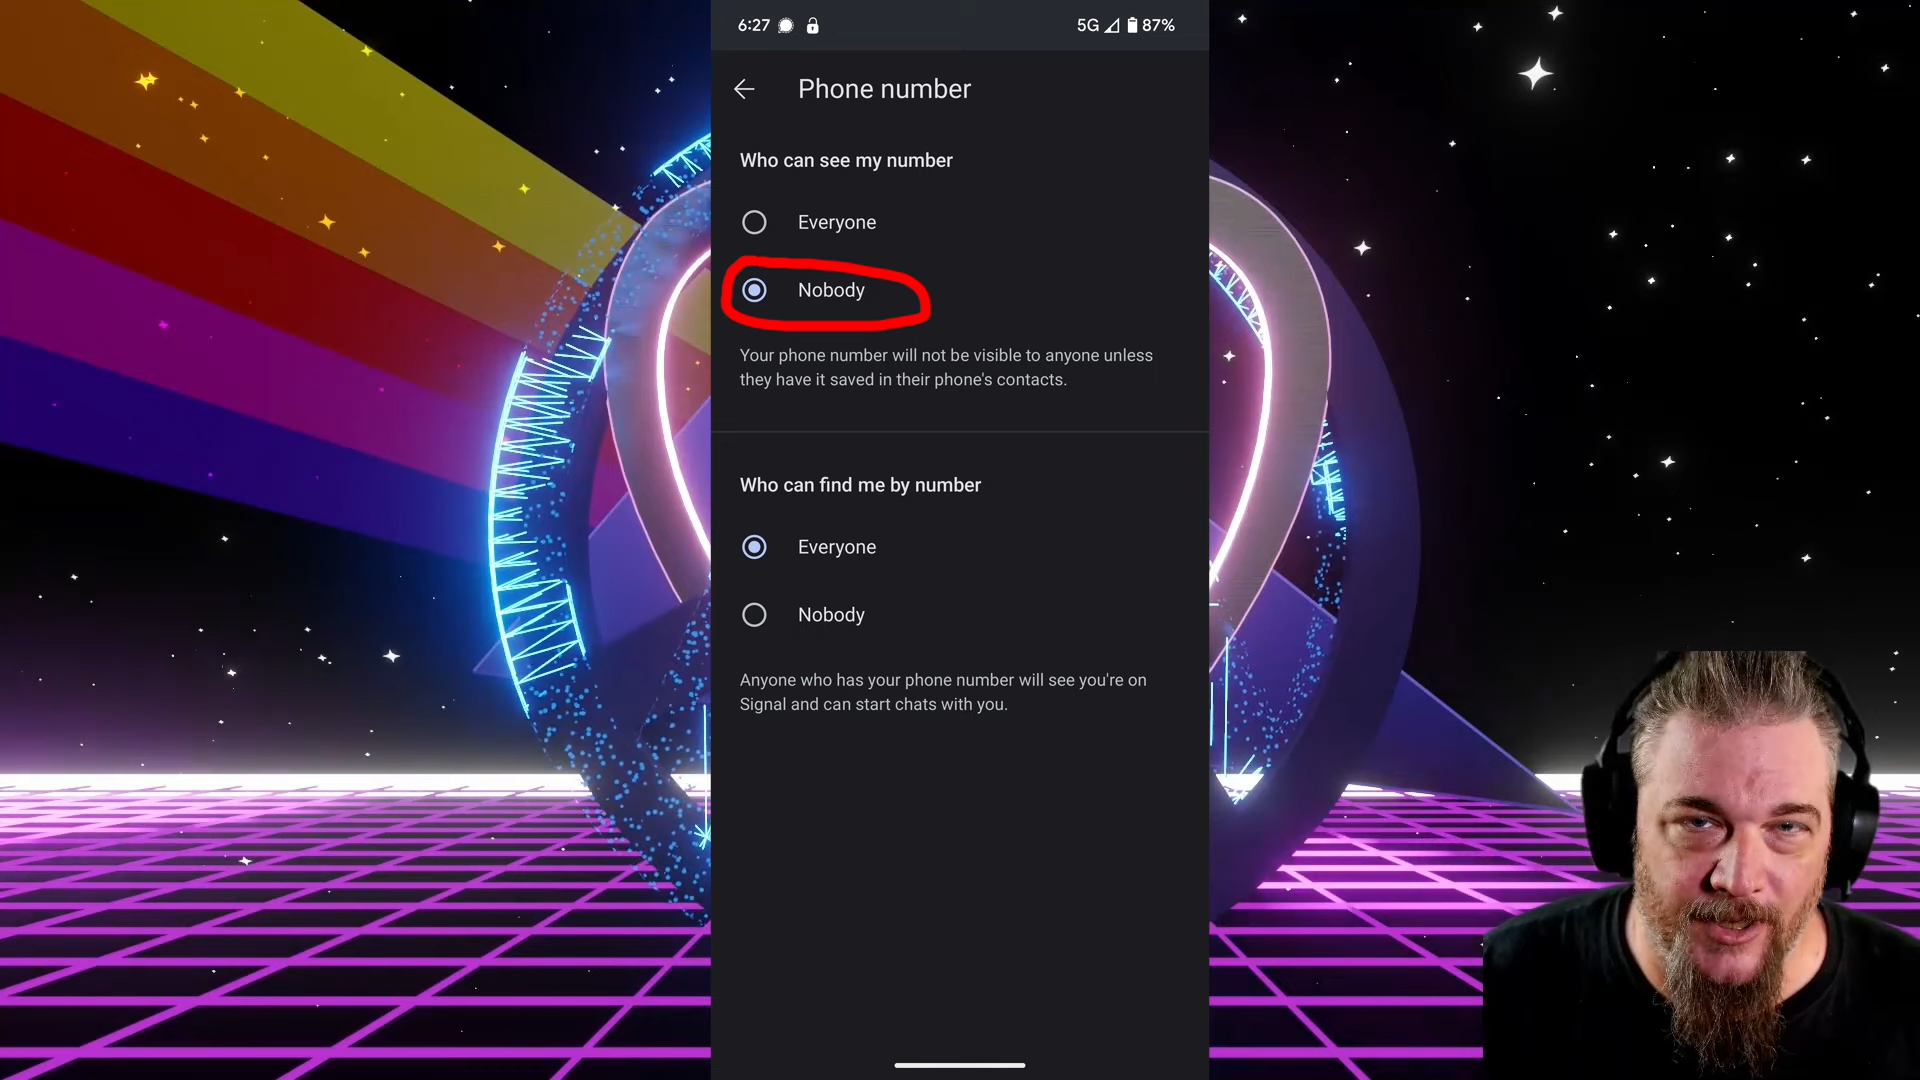 6:27 5G 87%
Phone number
Who can see my number
Everyone
Nobody
Your phone number will not be visible to anyone unless
they have it saved in their phone's contacts.
Who can find me by number
Everyone
Nobody
Anyone who has your phone number will see you're on
Signal and can start chats with you.